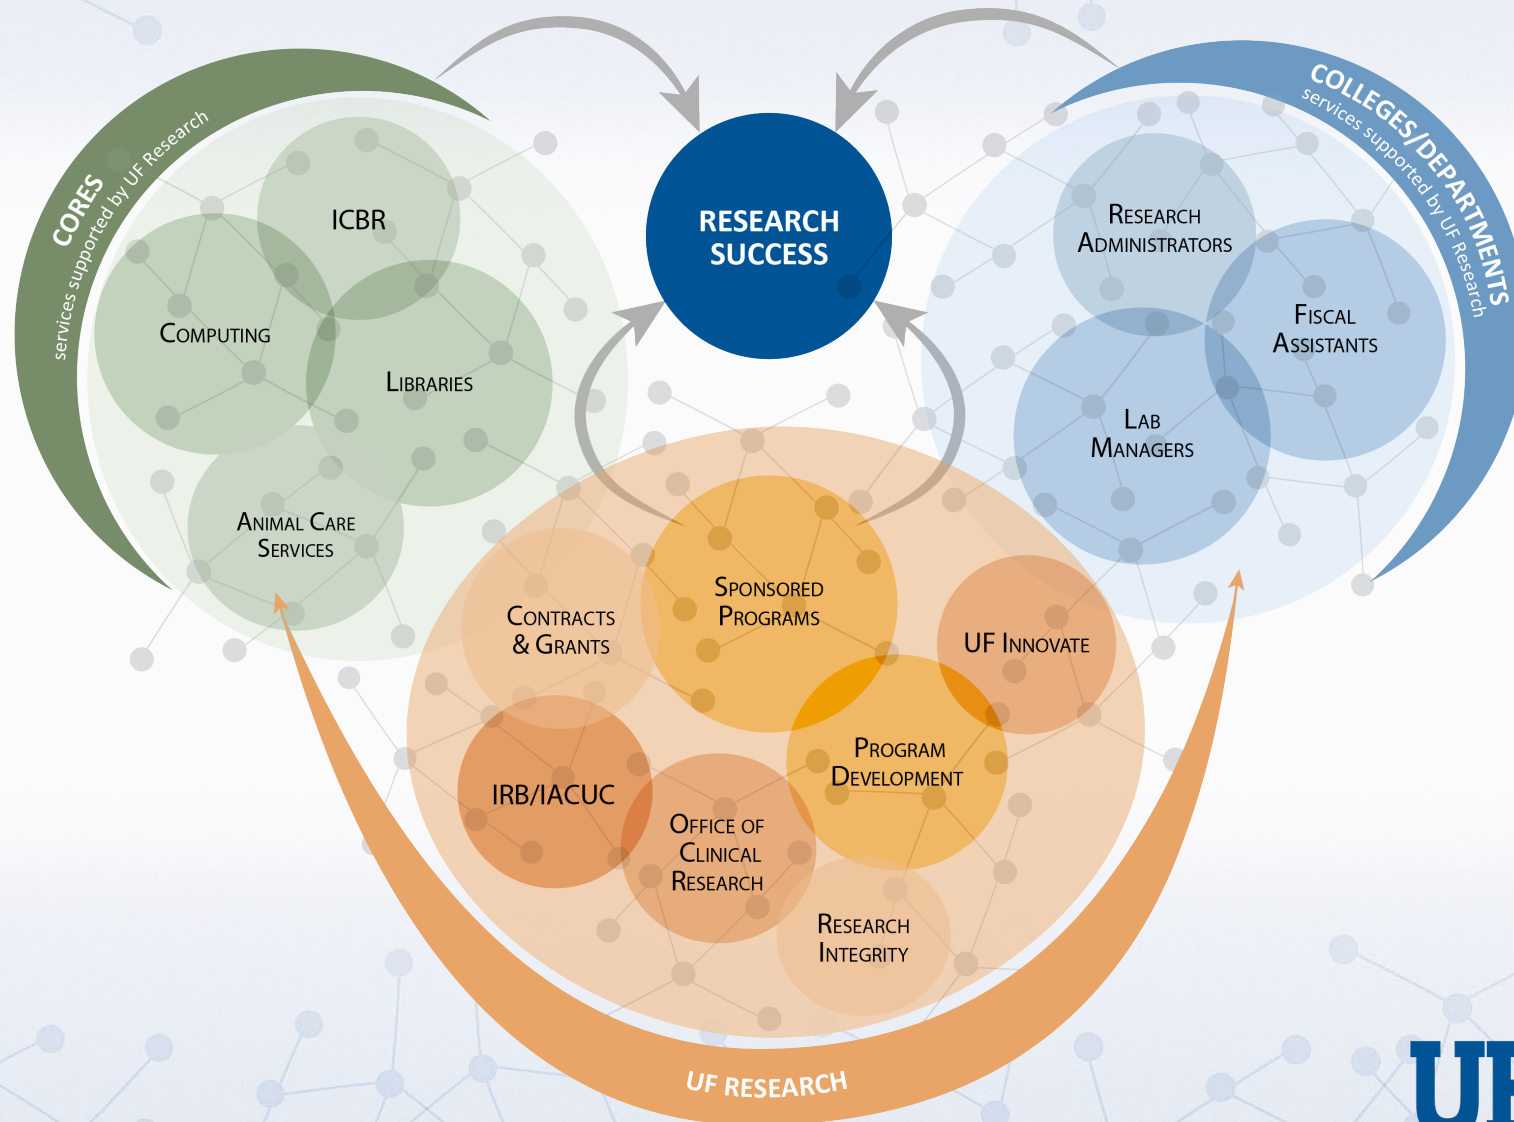 CORES
services supported by UF Research
ICBR
Computing
Libraries
Animal Care
Services
RESEARCH
SUCCESS
COLLEGES/DEPARTMENTS
services supported by UF Research
Research
Administrators
Fiscal
Assistants
Lab
Managers
Contracts
& Grants
Sponsored
Programs
UF Innovate
IRB/IACUC
Program
Development
Office of
Clinical
Research
Research
Integrity
UF RESEARCH
UF